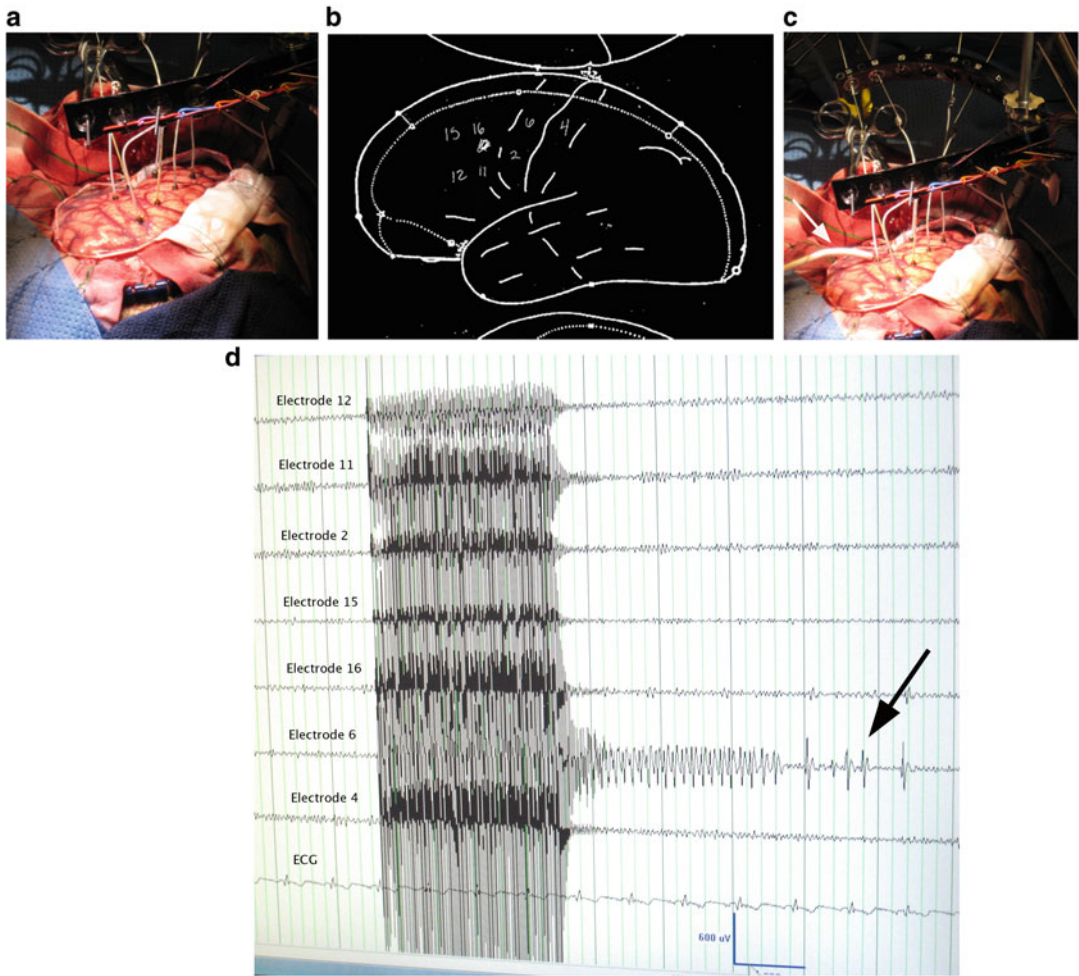 a
b
c
15 16
6 4
2
12 11
d
Electrode 12
Electrode 11
Electrode 2
Electrode 15
Electrode 16
Electrode 6
Electrode 4
ECG
600 uV